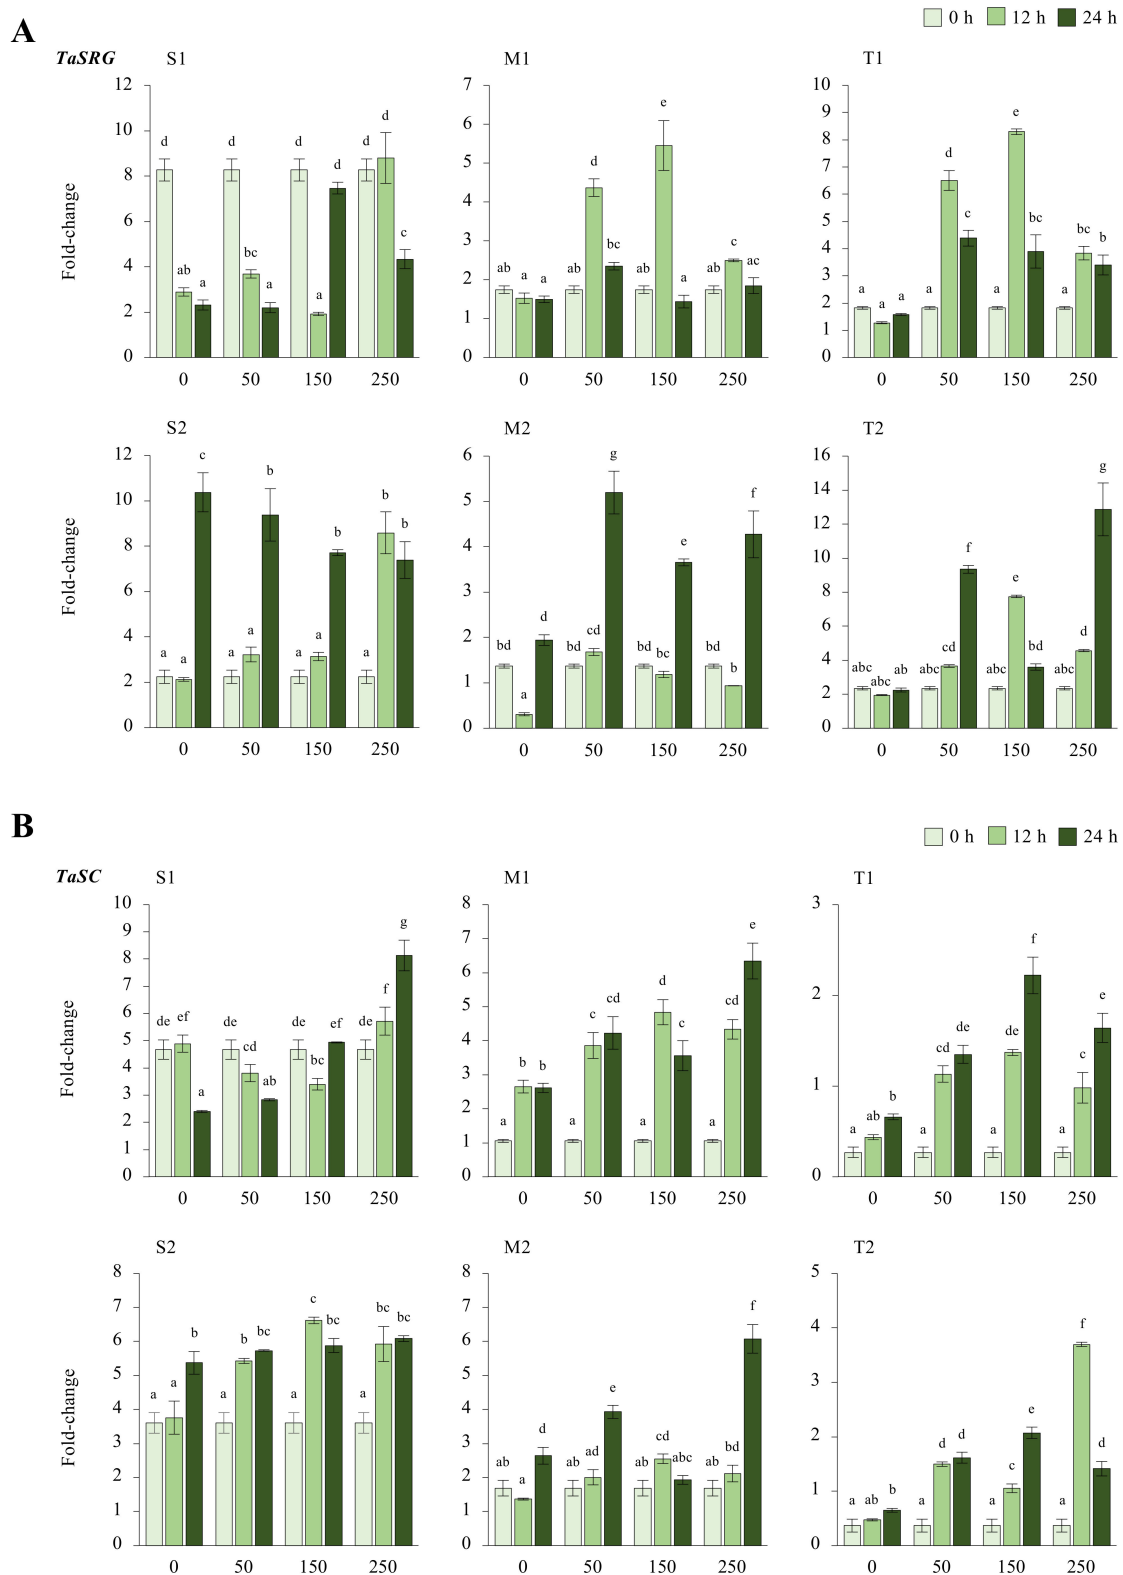 A
0 h 12 h 24 h
TaSRG S1 M1 T1
12 7 10
d d d d d d c
10 8 6 4 2 0
ab a bc a a
Fold-change
0 50 150 250
6 5 4 3 2 1 0
ab a a ab d bc ab e a ab c ac
0 50 150 250
9 8 7 6 5 4 3 2 1 0
a a a a d c a e bc a bc b
0 50 150 250
S2 M2 T2
12 10 8 6 4 2 0
Fold-change
a a c a a b a a b a b b
0 50 150 250
6 5 4 3 2 1 0
bd a d bd cd g bd bc e bd b f
0 50 150 250
16 14 12 10 8 6 4 2 0
abc abc ab abc cd f abc e bd abc d g
0 50 150 250
B
0 h 12 h 24 h
TaSC S1 M1 T1
10 9 8 7 6 5 4 3 2 1 0
Fold-change
de ef a de cd ab de bc ef de f g
0 50 150 250
8 7 6 5 4 3 2 1 0
a b b a c cd a d c a cd e
0 50 150 250
3 2 1 0
a ab b a cd de a de f a c e
0 50 150 250
S2 M2 T2
8 7 6 5 4 3 2 1 0
Fold-change
a a b a b bc a c bc a bc bc
0 50 150 250
8 7 6 5 4 3 2 1 0
ab a d ab ad e ab cd abc ab bd f
0 50 150 250
5 4 3 2 1 0
a ab b a d d a c e a f d
0 50 150 250